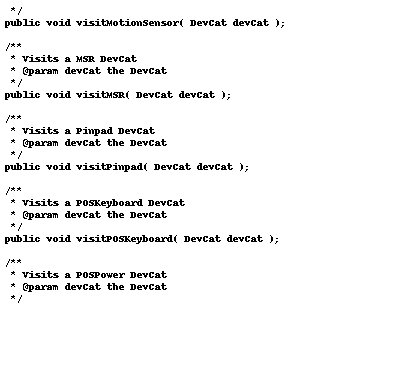 */
public void visitMotionSensor( DevCat devCat );
/**
* Visits a MSR DevCat
* @param devCat the DevCat
*/
public void visitMSR( DevCat devCat );
/**
* Visits a Pinpad DevCat
* @param devCat the DevCat
*/
public void visitPinpad( DevCat devCat );
/**
* Visits a POSKeyboard DevCat
* @param devCat the DevCat
*/
public void visitPOSKeyboard( DevCat devCat );
/**
* Visits a POSPower DevCat
* @param devCat the DevCat
*/